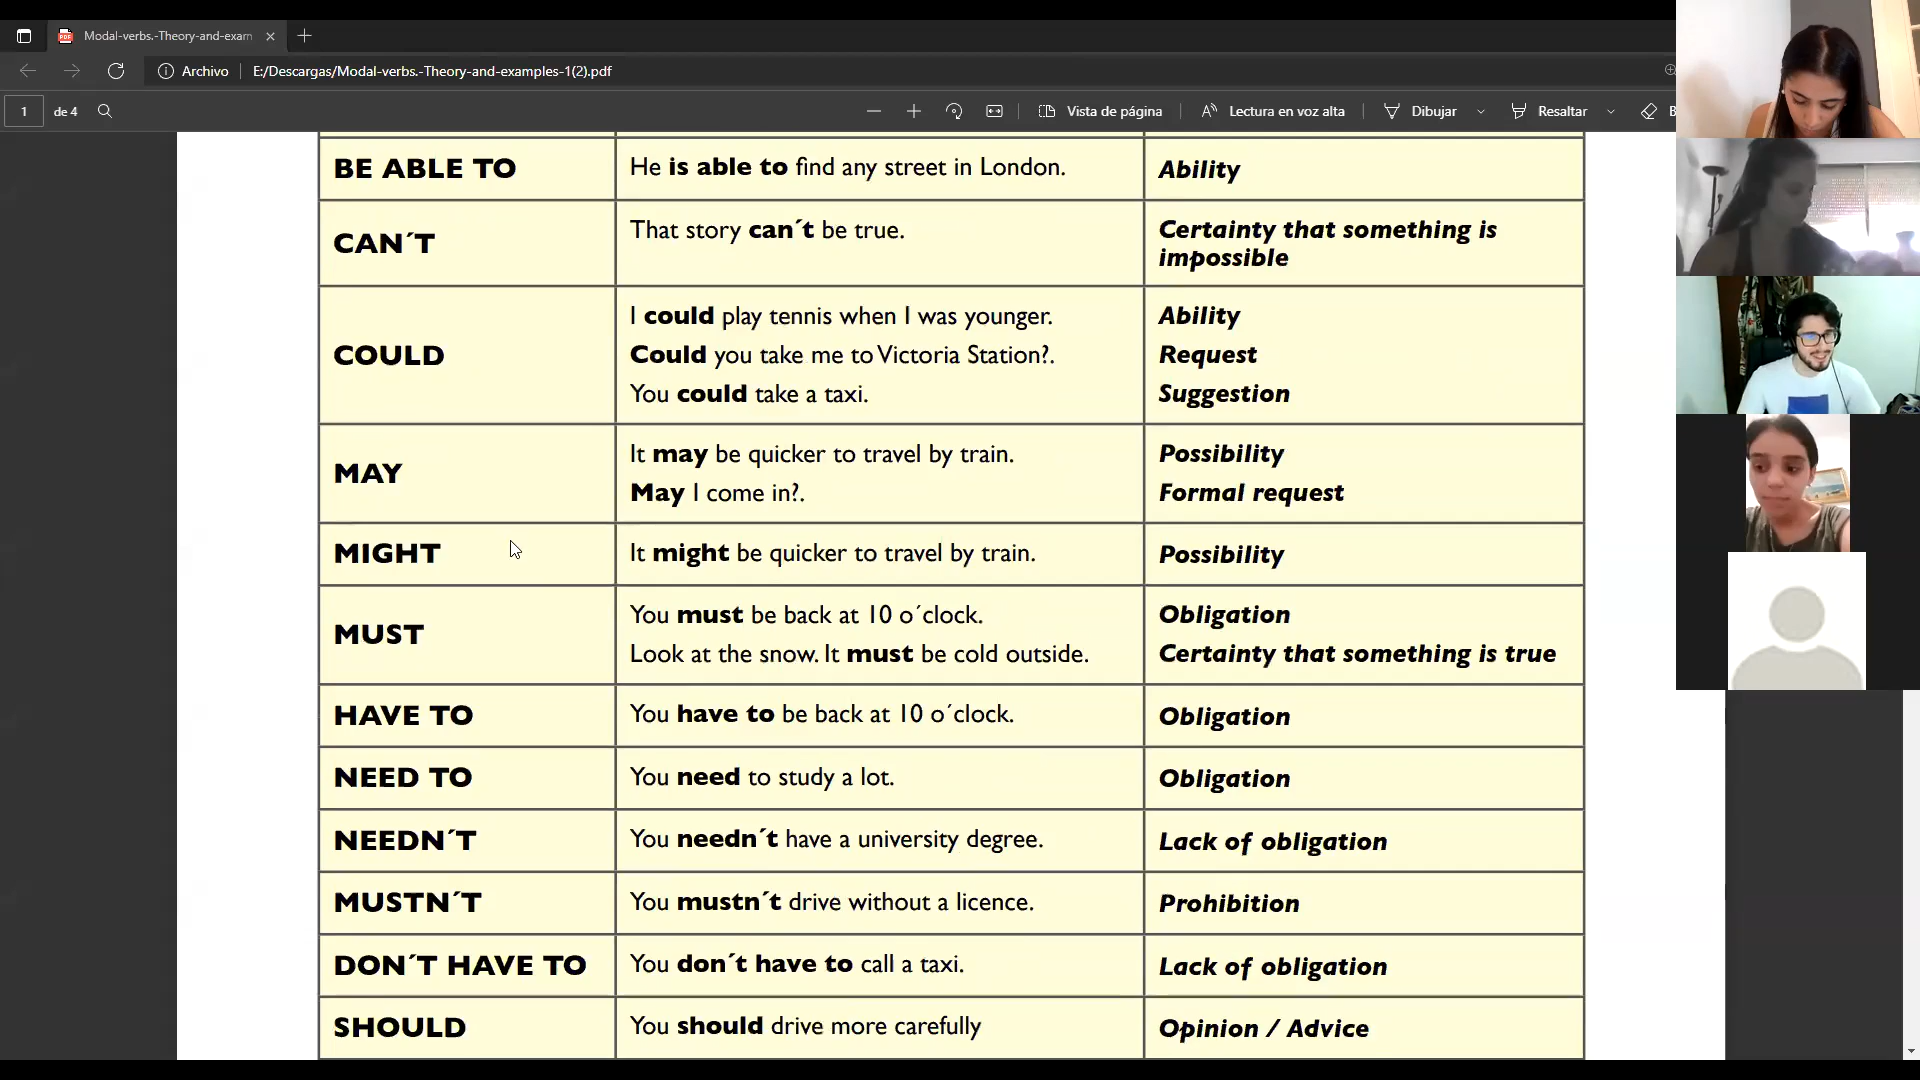 Modal-verbs.-Theory-and-exam
Archivo
E:/Descargas/Modal-verbs.-Theory-and-examples-1(2).pdf
1 de 4
Vista de página
Lectura en voz alta
Dibujar
Resaltar
B
BE ABLE TO
He is able to find any street in London.
Ability
CAN´T
That story can´t be true.
Certainty that something is
impossible
COULD
I could play tennis when I was younger.
Could you take me to Victoria Station?.
You could take a taxi.
Ability
Request
Suggestion
MAY
It may be quicker to travel by train.
May I come in?.
Possibility
Formal request
MIGHT
It might be quicker to travel by train.
Possibility
MUST
You must be back at 10 o´clock.
Look at the snow. It must be cold outside.
Obligation
Certainty that something is true
HAVE TO
You have to be back at 10 o´clock.
Obligation
NEED TO
You need to study a lot.
Obligation
NEEDN´T
You needn´t have a university degree.
Lack of obligation
MUSTN´T
You mustn´t drive without a licence.
Prohibition
DON´T HAVE TO
You don´t have to call a taxi.
Lack of obligation
SHOULD
You should drive more carefully
Opinion / Advice